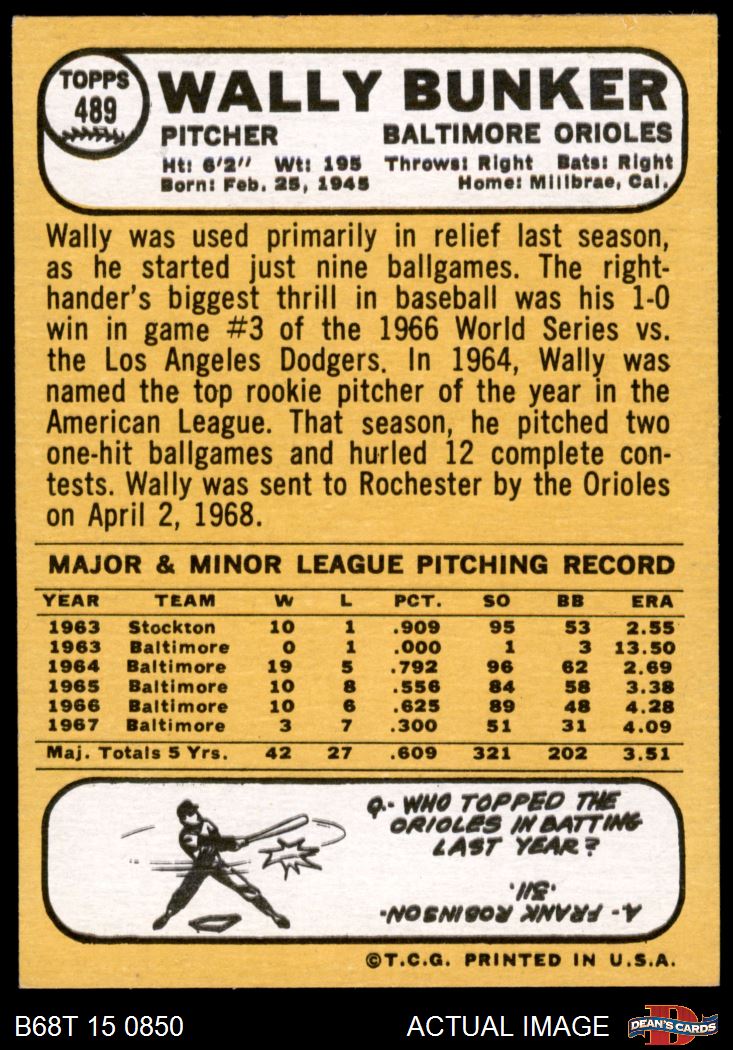 TOPPS
489
WALLY BUNKER
PITCHER BALTIMORE ORIOLES
Ht: 6'2" Wt: 195 Throws: Right Bats: Right
Born: Feb. 25, 1945 Home: Millbrae, Cal.
Wally was used primarily in relief last season,
as he started just nine ballgames. The right-
hander's biggest thrill in baseball was his 1-0
win in game #3 of the 1966 World Series vs.
the Los Angeles Dodgers. In 1964, Wally was
named the top rookie pitcher of the year in the
American League. That season, he pitched two
one-hit ballgames and hurled 12 complete con-
tests. Wally was sent to Rochester by the Orioles
on April 2, 1968.
MAJOR & MINOR LEAGUE PITCHING RECORD
YEAR TEAM W L PCT. SO BB ERA
1963 Stockton 10 1 .909 95 53 2.55
1963 Baltimore 0 1 .000 1 3 13.50
1964 Baltimore 19 5 .792 96 62 2.69
1965 Baltimore 10 8 .556 84 58 3.38
1966 Baltimore 10 6 .625 89 48 4.28
1967 Baltimore 3 7 .300 51 31 4.09
Maj. Totals 5 Yrs. 42 27 .609 321 202 3.51
Q.- WHO TOPPED THE
ORIOLES IN BATTING
LAST YEAR?
A- FRANK ROBINSON-
.311.
©T.C.G. PRINTED IN U.S.A.
B68T 15 0850 ACTUAL IMAGE DEAN'S CARDS